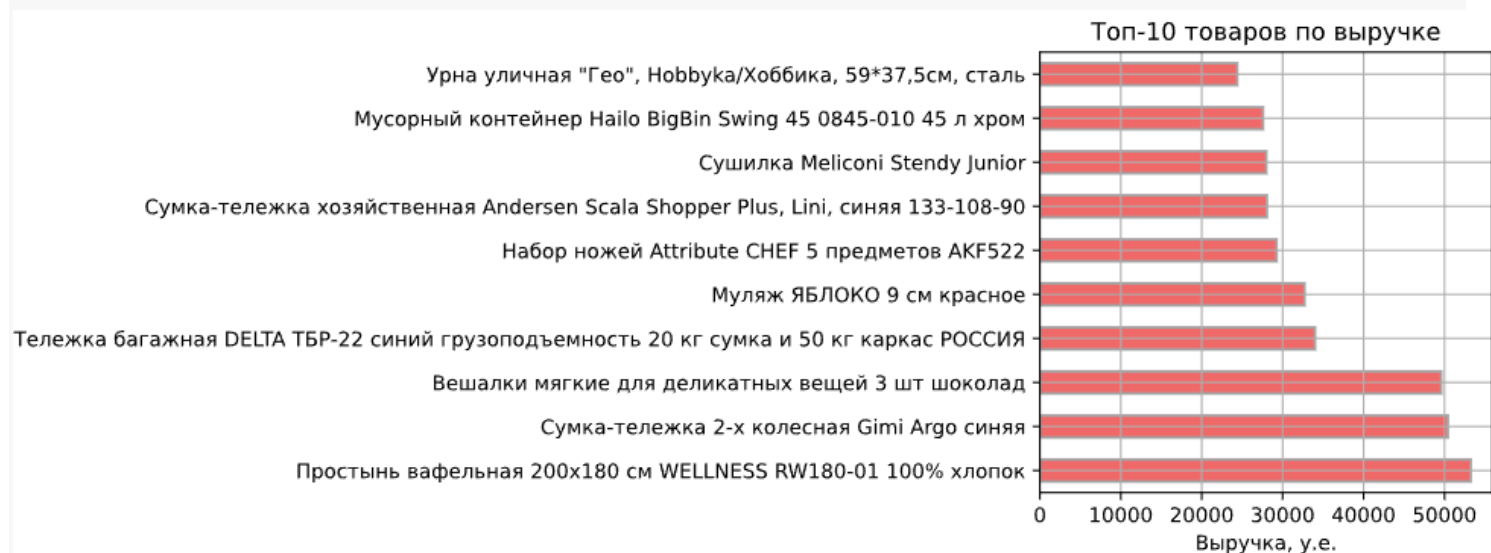 Топ-10 товаров по выручке
Урна уличная "Гео", Hobbyka/Хоббика, 59*37,5см, сталь
Мусорный контейнер Hailo BigBin Swing 45 0845-010 45 л хром
Сушилка Meliconi Stendy Junior
Сумка-тележка хозяйственная Andersen Scala Shopper Plus, Lini, синяя 133-108-90
Набор ножей Attribute CHEF 5 предметов AKF522
Муляж ЯБЛОКО 9 см красное
Тележка багажная DELTA ТБР-22 синий грузоподъемность 20 кг сумка и 50 кг каркас РОССИЯ
Вешалки мягкие для деликатных вещей 3 шт шоколад
Сумка-тележка 2-х колесная Gimi Argo синяя
Простынь вафельная 200х180 см WELLNESS RW180-01 100% хлопок
0 10000 20000 30000 40000 50000
Выручка, у.е.